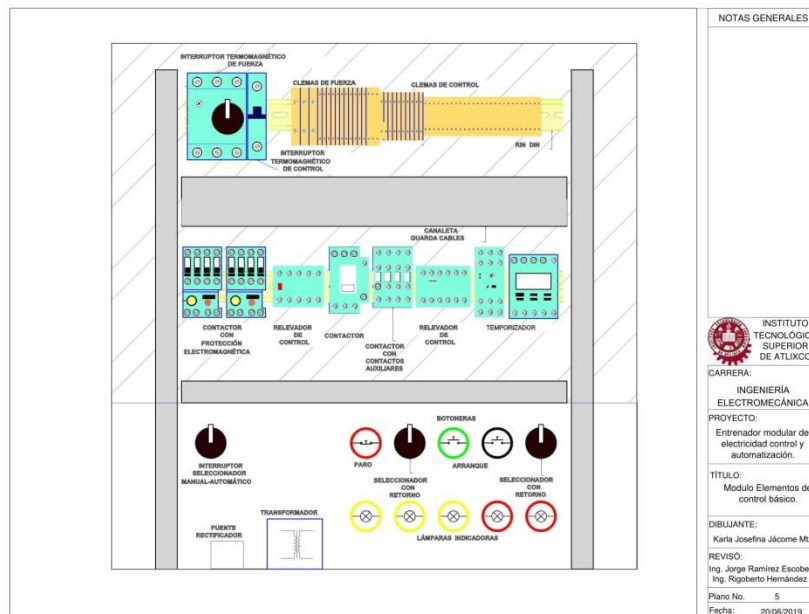 NOTAS GENERALES
INTERRUPTOR TERMOMAGNÉTICO
DE FUERZA
CLEMAS DE FUERZA
CLEMAS DE CONTROL
INTERRUPTOR
TERMOMAGNÉTICO
DE CONTROL
RIN DIN
CANALETA
GUARDA CABLES
CONTACTOR
CON
PROTECCIÓN
ELECTROMAGNÉTICA
RELEVADOR
DE
CONTROL
CONTACTOR
CONTACTOR
CON
CONTACTOS
AUXILIARES
RELEVADOR
DE
CONTROL
TEMPORIZADOR
BOTONERAS
INTERRUPTOR
SELECCIONADOR
MANUAL-AUTOMÁTICO
PARO
SELECCIONADOR
CON
RETORNO
ARRANQUE
SELECCIONADOR
CON
RETORNO
LÁMPARAS INDICADORAS
PUENTE
RECTIFICADOR
TRANSFORMADOR
INSTITUTO
TECNOLÓGIC
SUPERIOR
DE ATLIXCO
CARRERA:
INGENIERÍA
ELECTROMECÁNICA
PROYECTO:
Entrenador modular de
electricidad control y
automatización.
TÍTULO:
Modulo Elementos de
control básico.
DIBUJANTE:
Karla Josefina Jácome Mt
REVISÓ:
Ing. Jorge Ramírez Escobe
Ing. Rigoberto Hernández
Plano No. 5
Fecha: 20/06/2019